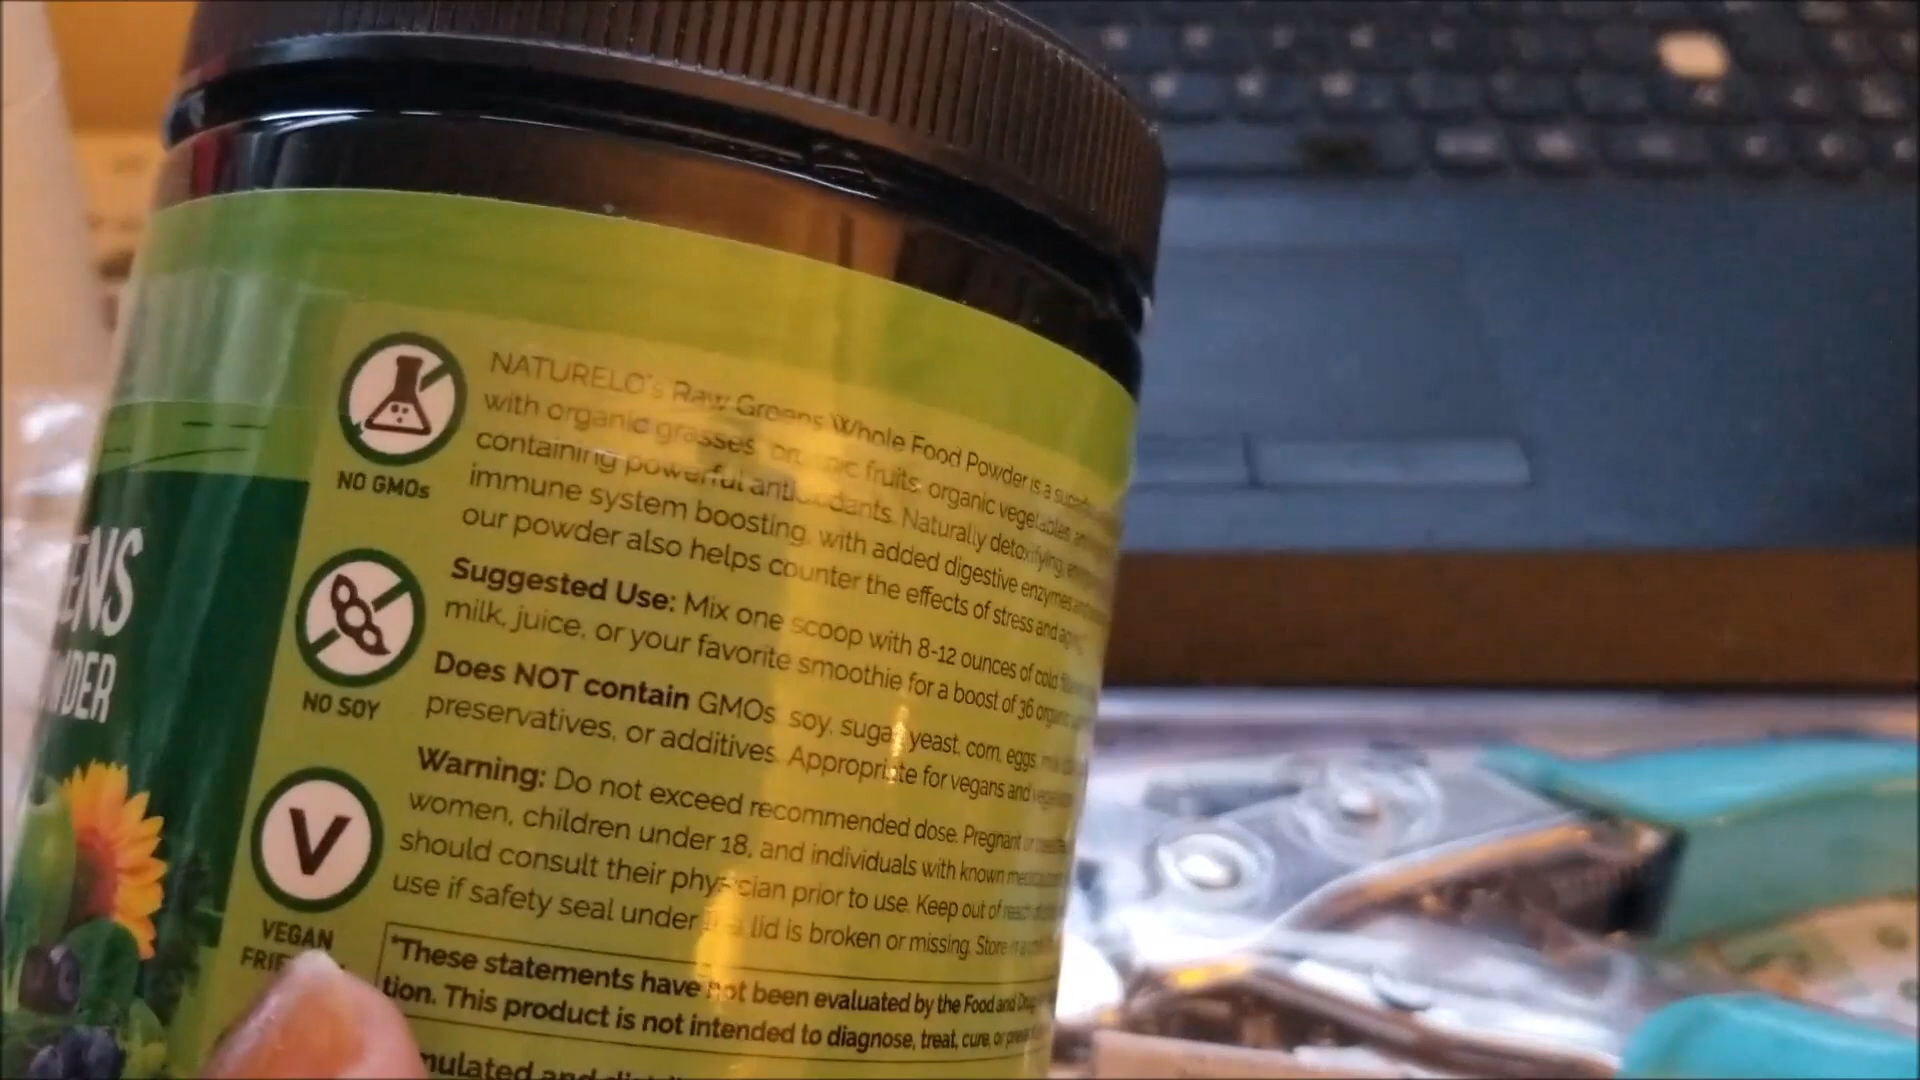 NATURELO's Raw Greens Whole Food Powder is a
with organic grasses, organic fruits, organic vegetables,
containing powerful antioxidants. Naturally detoxifying,
immune system boosting, with added digestive enzymes
our powder also helps counter the effects of stress and aging.
NO GMOs
Suggested Use: Mix one scoop with 8-12 ounces of cold
milk, juice, or your favorite smoothie for a boost of 36
NO SOY
Does NOT contain GMOs, soy, sugar, yeast, corn, eggs,
preservatives, or additives. Appropriate for vegans and
Warning: Do not exceed recommended dose. Pregnant or
women, children under 18, and individuals with known
should consult their physician prior to use. Keep out of
use if safety seal under the lid is broken or missing. Store
VEGAN
*These statements have not been evaluated by the Food and Drug
tion. This product is not intended to diagnose, treat, cure, or
ENS
DER